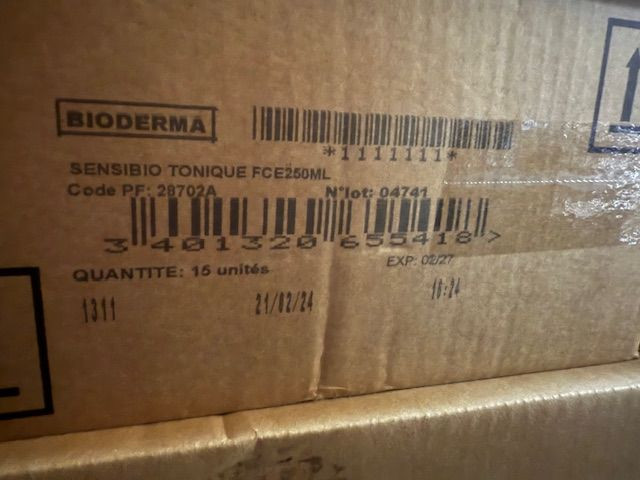 BIODERMA
*1111111*
SENSIBIO TONIQUE FCE250ML
Code PF: 28702A N°lot: 04741
3 401320 655418 >
QUANTITE: 15 unités EXP: 02/27
1311 21/02/24 18:24